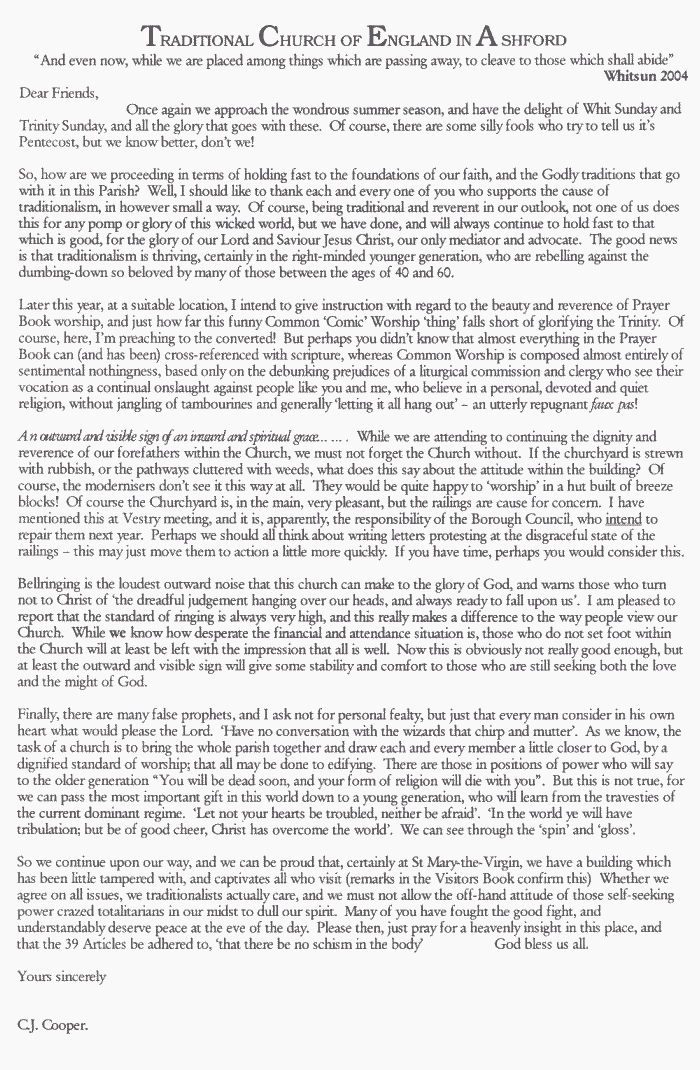 TRADITIONAL CHURCH OF ENGLAND IN ASHFORD
“And even now, while we are placed among things which are passing away, to cleave to those which shall abide”
Whitsun 2004
Dear Friends,
Once again we approach the wondrous summer season, and have the delight of Whit Sunday and
Trinity Sunday, and all the glory that goes with these. Of course, there are some silly fools who try to tell us it’s
Pentecost, but we know better, don’t we!
So, how are we proceeding in terms of holding fast to the foundations of our faith, and the Godly traditions that go
with it in this Parish? Well, I should like to thank each and every one of you who supports the cause of
traditionalism, in however small a way. Of course, being traditional and reverent in our outlook, not one of us does
this for any pomp or glory of this wicked world, but we have done, and will always continue to hold fast to that
which is good, for the glory of our Lord and Saviour Jesus Christ, our only mediator and advocate. The good news
is that traditionalism is thriving, certainly in the right-minded younger generation, who are rebelling against the
dumbing-down so beloved by many of those between the ages of 40 and 60.
Later this year, at a suitable location, I intend to give instruction with regard to the beauty and reverence of Prayer
Book worship, and just how far this funny Common ‘Comic’ Worship ‘thing’ falls short of glorifying the Trinity. Of
course, here, I’m preaching to the converted! But perhaps you didn’t know that almost everything in the Prayer
Book can (and has been) cross-referenced with scripture, whereas Common Worship is composed almost entirely of
sentimental nothingness, based only on the debunking prejudices of a liturgical commission and clergy who see their
vocation as a continual onslaught against people like you and me, who believe in a personal, devoted and quiet
religion, without jangling of tambourines and generally ‘letting it all hang out’ – an utterly repugnant faux pas!
An outward and visible sign of an inward and spiritual grace... ... . While we are attending to continuing the dignity and
reverence of our forefathers within the Church, we must not forget the Church without. If the churchyard is strewn
with rubbish, or the pathways cluttered with weeds, what does this say about the attitude within the building? Of
course, the modernisers don’t see it this way at all. They would be quite happy to ‘worship’ in a hut built of breeze
blocks! Of course the Churchyard is, in the main, very pleasant, but the railings are cause for concern. I have
mentioned this at Vestry meeting, and it is, apparently, the responsibility of the Borough Council, who intend to
repair them next year. Perhaps we should all think about writing letters protesting at the disgraceful state of the
railings – this may just move them to action a little more quickly. If you have time, perhaps you would consider this.
Bellringing is the loudest outward noise that this church can make to the glory of God, and warns those who turn
not to Christ of ‘the dreadful judgement hanging over our heads, and always ready to fall upon us’. I am pleased to
report that the standard of ringing is always very high, and this really makes a difference to the way people view our
Church. While we know how desperate the financial and attendance situation is, those who do not set foot within
the Church will at least be left with the impression that all is well. Now this is obviously not really good enough, but
at least the outward and visible sign will give some stability and comfort to those who are still seeking both the love
and the might of God.
Finally, there are many false prophets, and I ask not for personal fealty, but just that every man consider in his own
heart what would please the Lord. ‘Have no conversation with the wizards that chirp and mutter’. As we know, the
task of a church is to bring the whole parish together and draw each and every member a little closer to God, by a
dignified standard of worship; that all may be done to edifying. There are those in positions of power who will say
to the older generation “You will be dead soon, and your form of religion will die with you”. But this is not true, for
we can pass the most important gift in this world down to a young generation, who will learn from the travesties of
the current dominant regime. ‘Let not your hearts be troubled, neither be afraid’. ‘In the world ye will have
tribulation; but be of good cheer, Christ has overcome the world’. We can see through the ‘spin’ and ‘gloss’.
So we continue upon our way, and we can be proud that, certainly at St Mary-the-Virgin, we have a building which
has been little tampered with, and captivates all who visit (remarks in the Visitors Book confirm this) Whether we
agree on all issues, we traditionalists actually care, and we must not allow the off-hand attitude of those self-seeking
power crazed totalitarians in our midst to dull our spirit. Many of you have fought the good fight, and
understandably deserve peace at the eve of the day. Please then, just pray for a heavenly insight in this place, and
that the 39 Articles be adhered to, ‘that there be no schism in the body’ God bless us all.
Yours sincerely
C.J. Cooper.